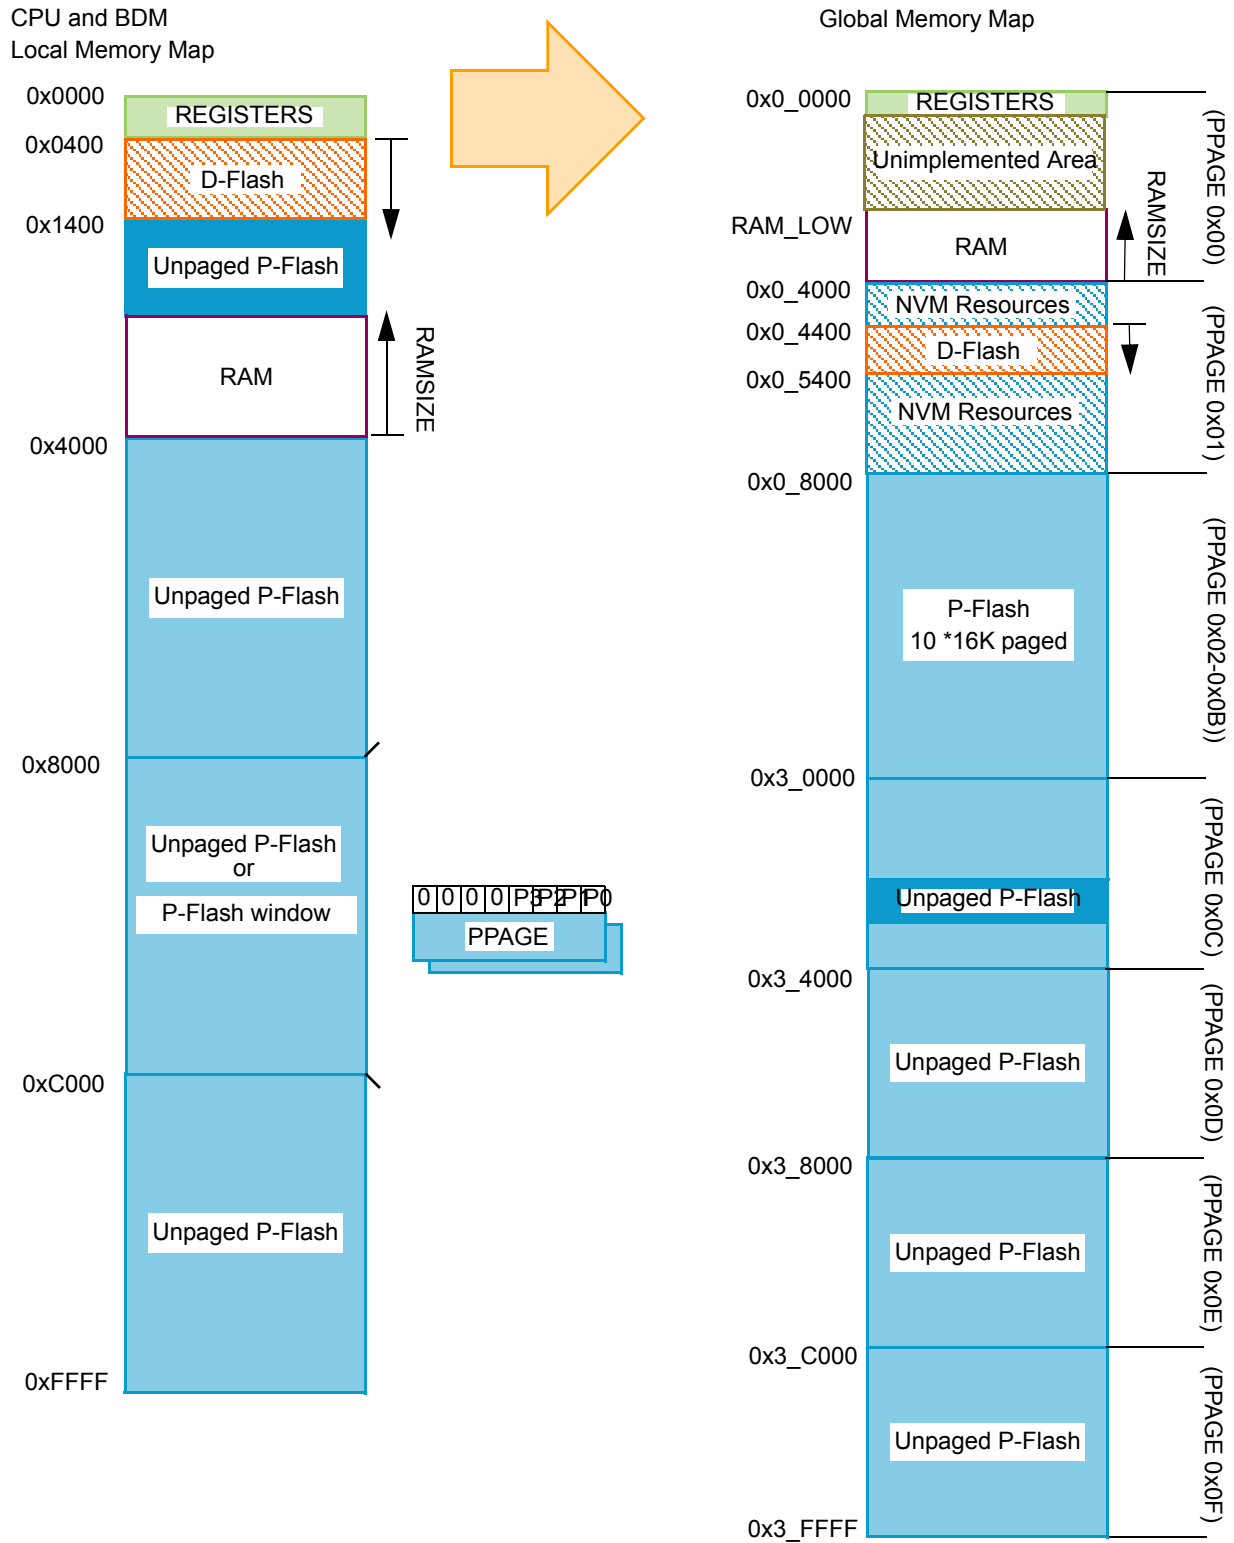 CPU and BDM
Local Memory Map
0x0000
REGISTERS
0x0400
D-Flash
0x1400
Unpaged P-Flash
RAM
RAMSIZE
0x4000
Unpaged P-Flash
0x8000
Unpaged P-Flash
or
P-Flash window
0xC000
Unpaged P-Flash
0xFFFF
0 0 0 0 P3 P2 P1 P0
PPAGE
Global Memory Map
0x0_0000
REGISTERS
Unimplemented Area
(PPAGE 0x00)
RAM_LOW
RAM
RAMSIZE
0x0_4000
NVM Resources
0x0_4400
D-Flash
(PPAGE 0x01)
0x0_5400
NVM Resources
0x0_8000
P-Flash
10 *16K paged
(PPAGE 0x02-0x0B))
0x3_0000
Unpaged P-Flash
(PPAGE 0x0C)
0x3_4000
Unpaged P-Flash
(PPAGE 0x0D)
0x3_8000
Unpaged P-Flash
(PPAGE 0x0E)
0x3_C000
Unpaged P-Flash
(PPAGE 0x0F)
0x3_FFFF